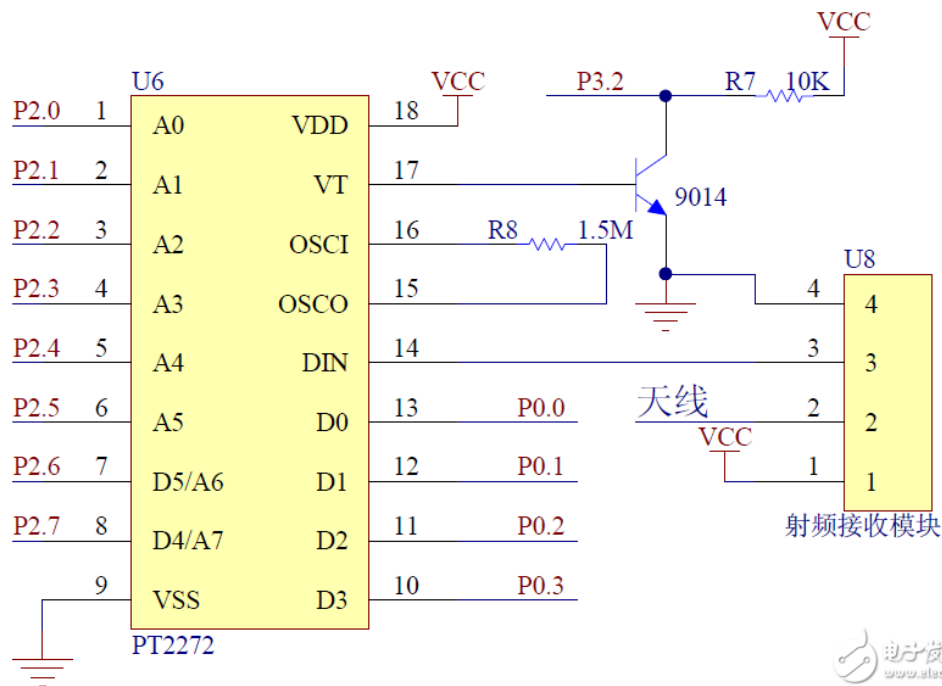 VCC
U6
VCC
P3.2
R7
10K
P2.0
1
A0
VDD
18
P2.1
2
A1
VT
17
9014
P2.2
3
A2
OSCI
16
R8
1.5M
U8
P2.3
4
A3
OSCO
15
4
4
P2.4
5
A4
DIN
14
3
3
P2.5
6
A5
D0
13
P0.0
天线
2
2
VCC
P2.6
7
D5/A6
D1
12
P0.1
1
1
P2.7
8
D4/A7
D2
11
P0.2
射频接收模块
9
VSS
D3
10
P0.3
PT2272